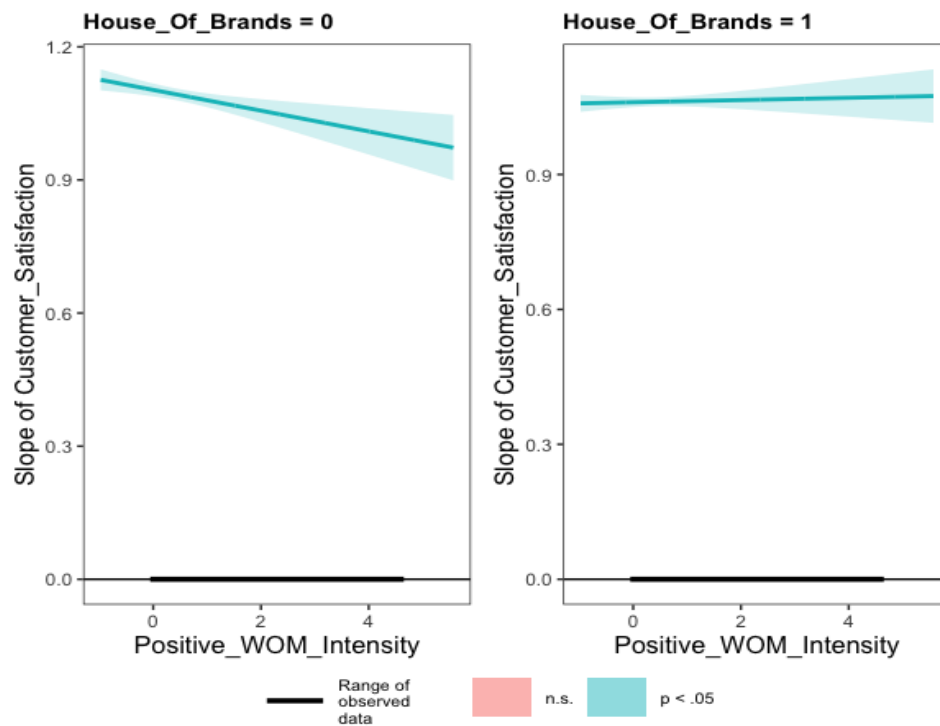 House_Of_Brands = 0
House_Of_Brands = 1
Slope of Customer_Satisfaction
1.2
0.9
0.6
0.3
0.0
0 2 4
Positive_WOM_Intensity
Slope of Customer_Satisfaction
0.9
0.6
0.3
0.0
0 2 4
Positive_WOM_Intensity
Range of
observed
data
n.s.
p < .05